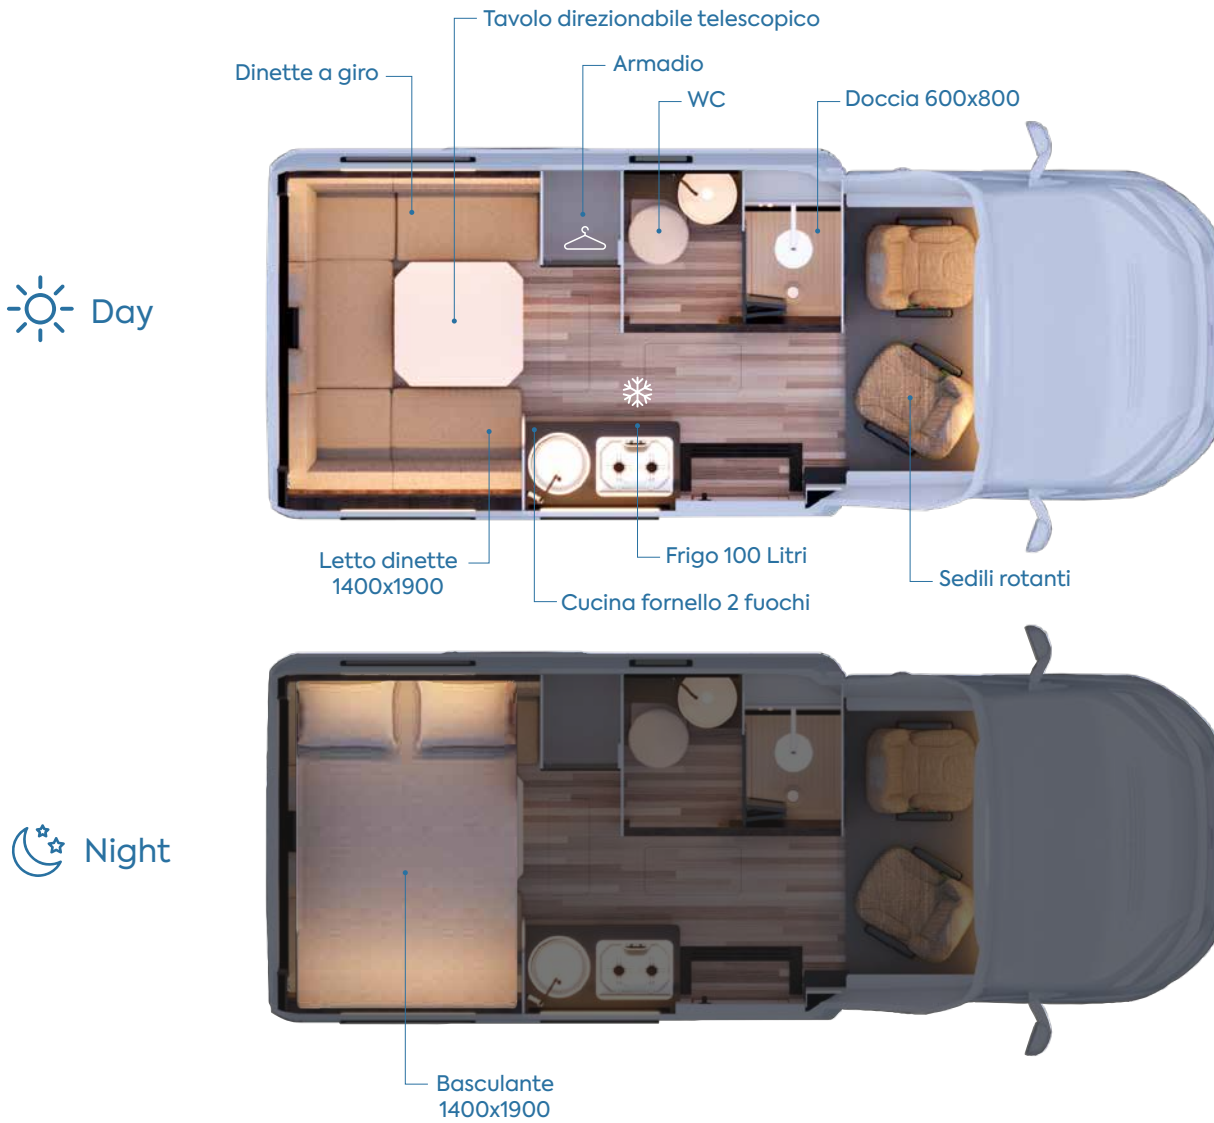 Tavolo direzionabile telescopico
Armadio
Dinette a giro
WC
Doccia 600x800
Day
Letto dinette
1400x1900
Frigo 100 Litri
Sedili rotanti
Cucina fornello 2 fuochi
Night
Basculante
1400x1900